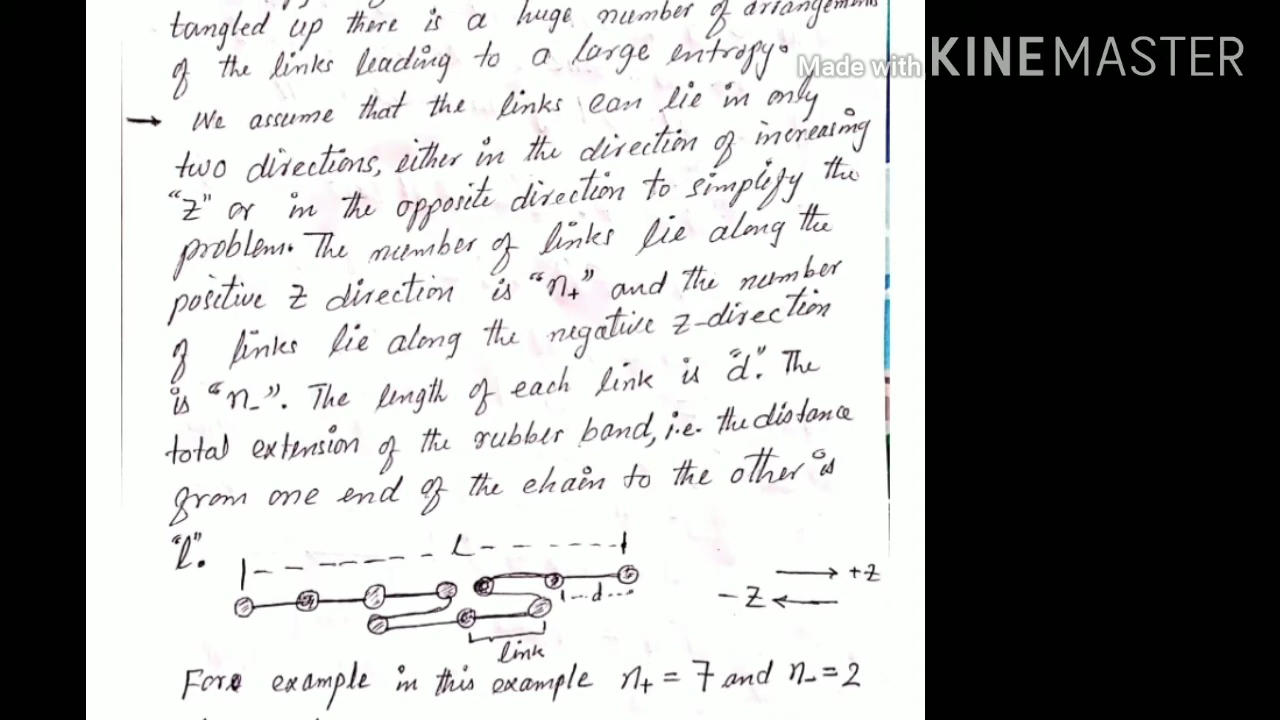 tangled up there is a huge number of arrangements
of the links leading to a large entropy.
Made with KINEMASTER
→ We assume that the links can lie in only
two directions, either in the direction of increasing
"Z" or in the opposite direction to simplify the
problem. The number of links lie along the
positive Z direction is "n+" and the number
of links lie along the negative Z-direction
is "n-". The length of each link is "d". The
total extension of the rubber band, i.e. the distance
from one end of the chain to the other is
"l".
L
d
+Z
-Z
link
Fore example in this example n+ = 7 and n- = 2